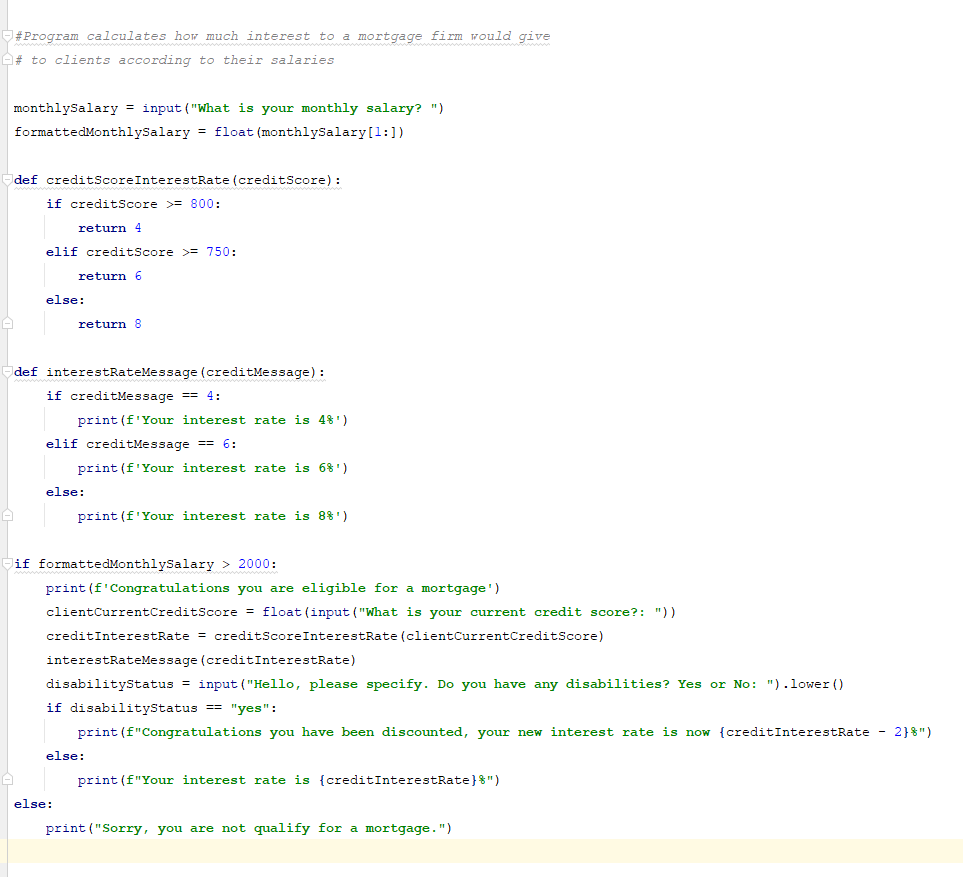 #Program calculates how much interest to a mortgage firm would give
# to clients according to their salaries
monthlySalary = input("What is your monthly salary? ")
formattedMonthlySalary = float(monthlySalary[1:])
def creditScoreInterestRate(creditScore):
    if creditScore >= 800:
        return 4
    elif creditScore >= 750:
        return 6
    else:
        return 8
def interestRateMessage(creditMessage):
    if creditMessage == 4:
        print(f'Your interest rate is 4%')
    elif creditMessage == 6:
        print(f'Your interest rate is 6%')
    else:
        print(f'Your interest rate is 8%')
if formattedMonthlySalary > 2000:
    print(f'Congratulations you are eligible for a mortgage')
    clientCurrentCreditScore = float(input("What is your current credit score?: "))
    creditInterestRate = creditScoreInterestRate(clientCurrentCreditScore)
    interestRateMessage(creditInterestRate)
    disabilityStatus = input("Hello, please specify. Do you have any disabilities? Yes or No: ").lower()
    if disabilityStatus == "yes":
        print(f"Congratulations you have been discounted, your new interest rate is now {creditInterestRate - 2}%")
    else:
        print(f"Your interest rate is {creditInterestRate}%")
else:
    print("Sorry, you are not qualify for a mortgage.")